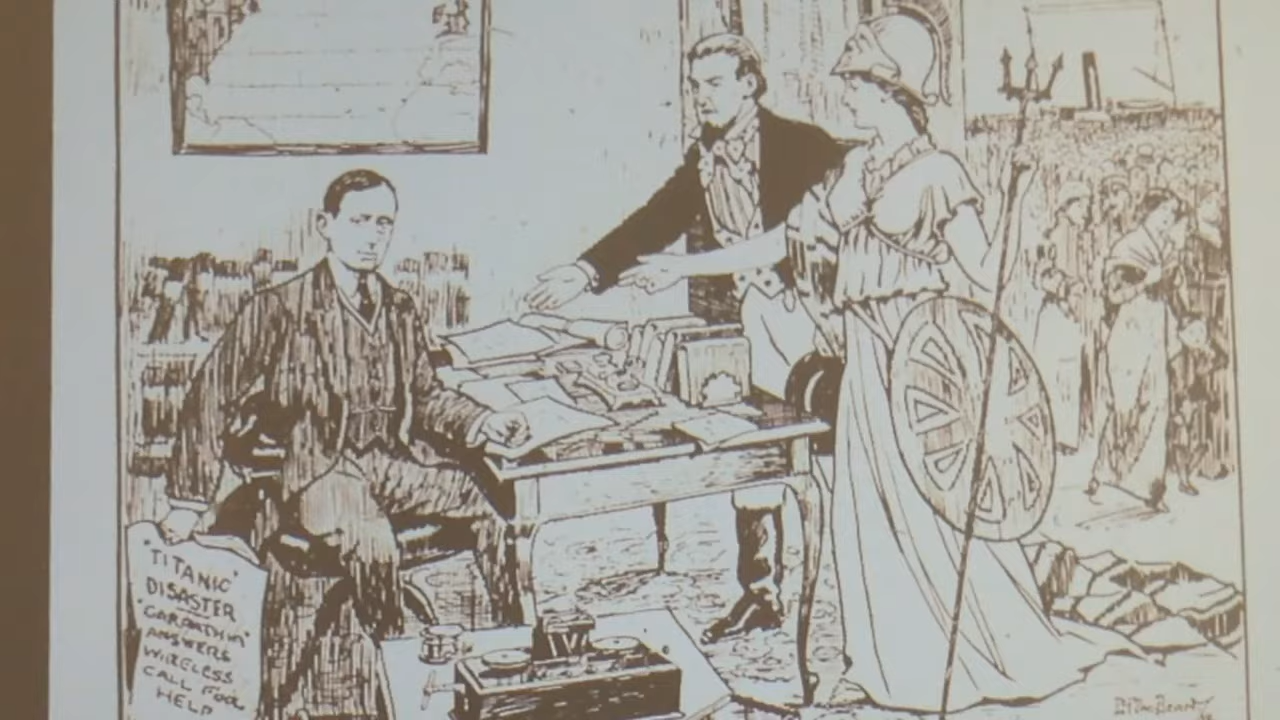 "TITANIC"
DISASTER
"CARPATHIA"
ANSWERS
WIRELESS
CALL FOR
HELP